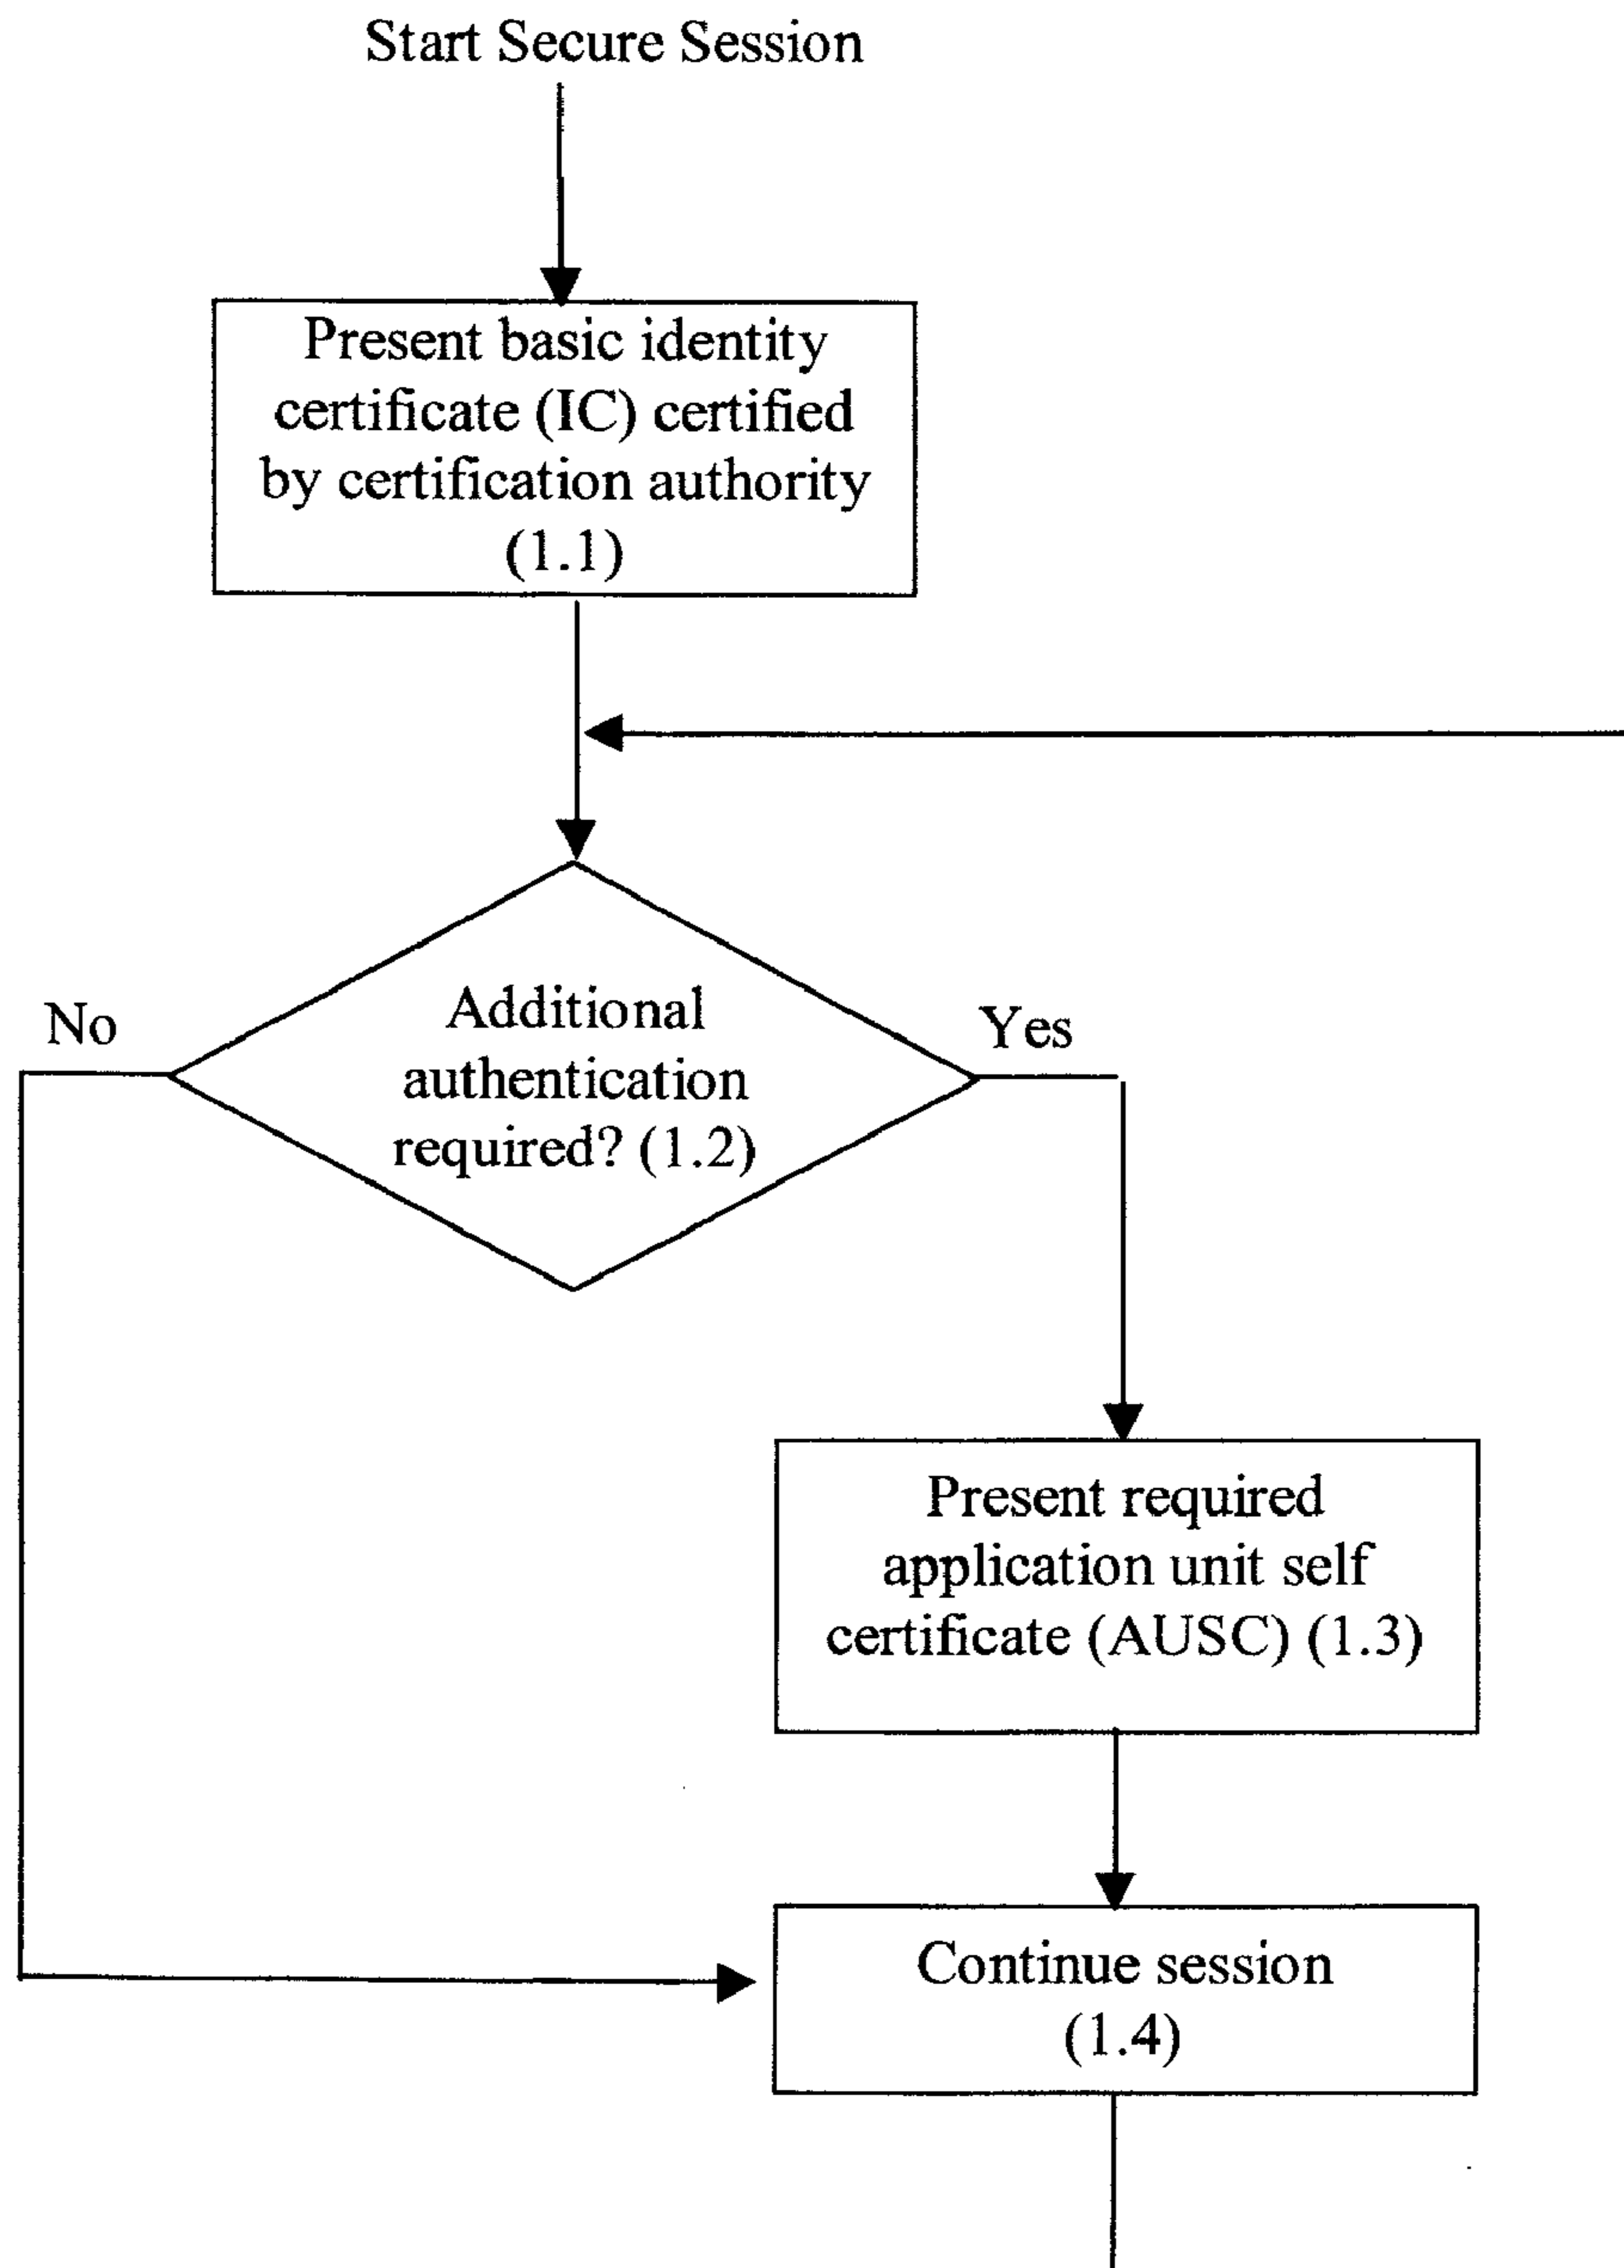 Start Secure Session
Present basic identity
certificate (IC) certified
by certification authority
(1.1)
No
Additional
authentication
required? (1.2)
Yes
Present required
application unit self
certificate (AUSC) (1.3)
Continue session
(1.4)